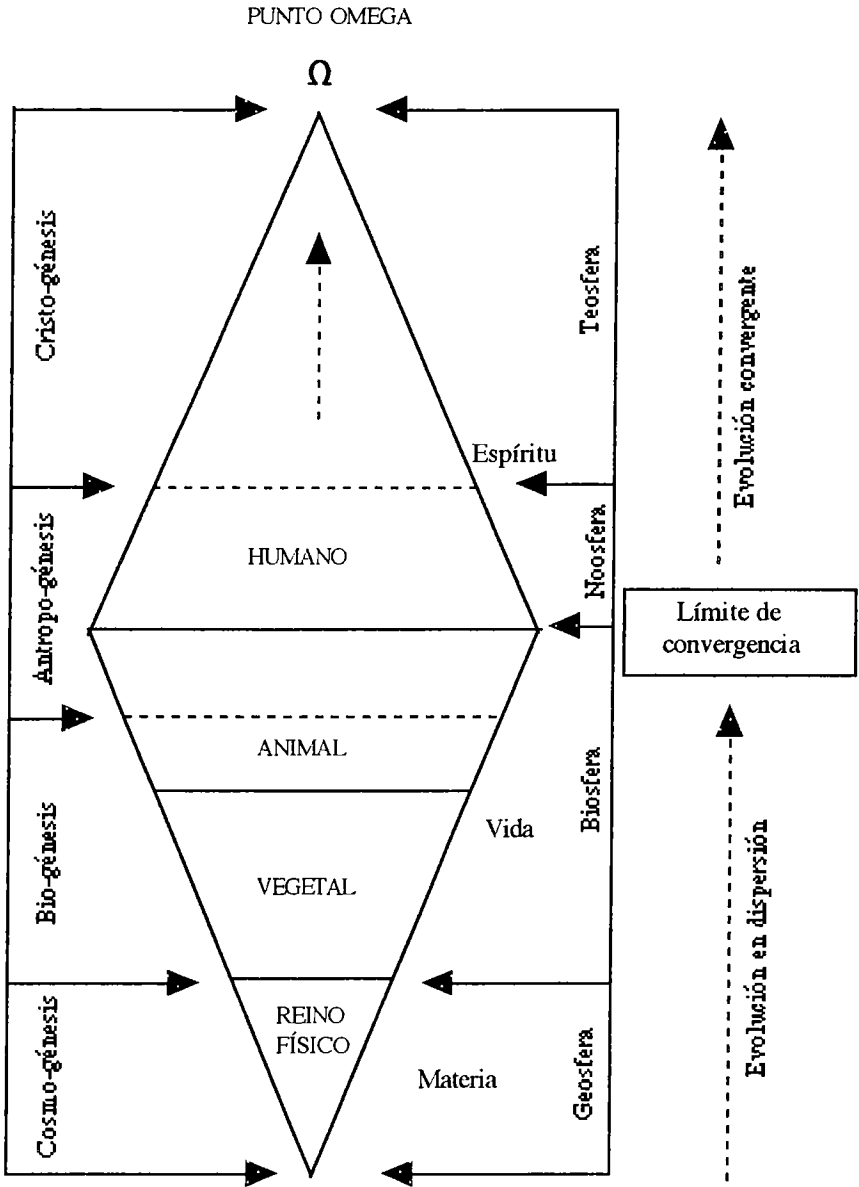 PUNTO OMEGA
Ω
Cristo-génesis
Teosfera
Evolución convergente
Espíritu
HUMANO
Antropo-génesis
Noosfera
Límite de
convergencia
ANIMAL
Vida
Biosfera
VEGETAL
Bio-génesis
Evolución en dispersión
REINO
FÍSICO
Materia
Cosmo-génesis
Geosfera